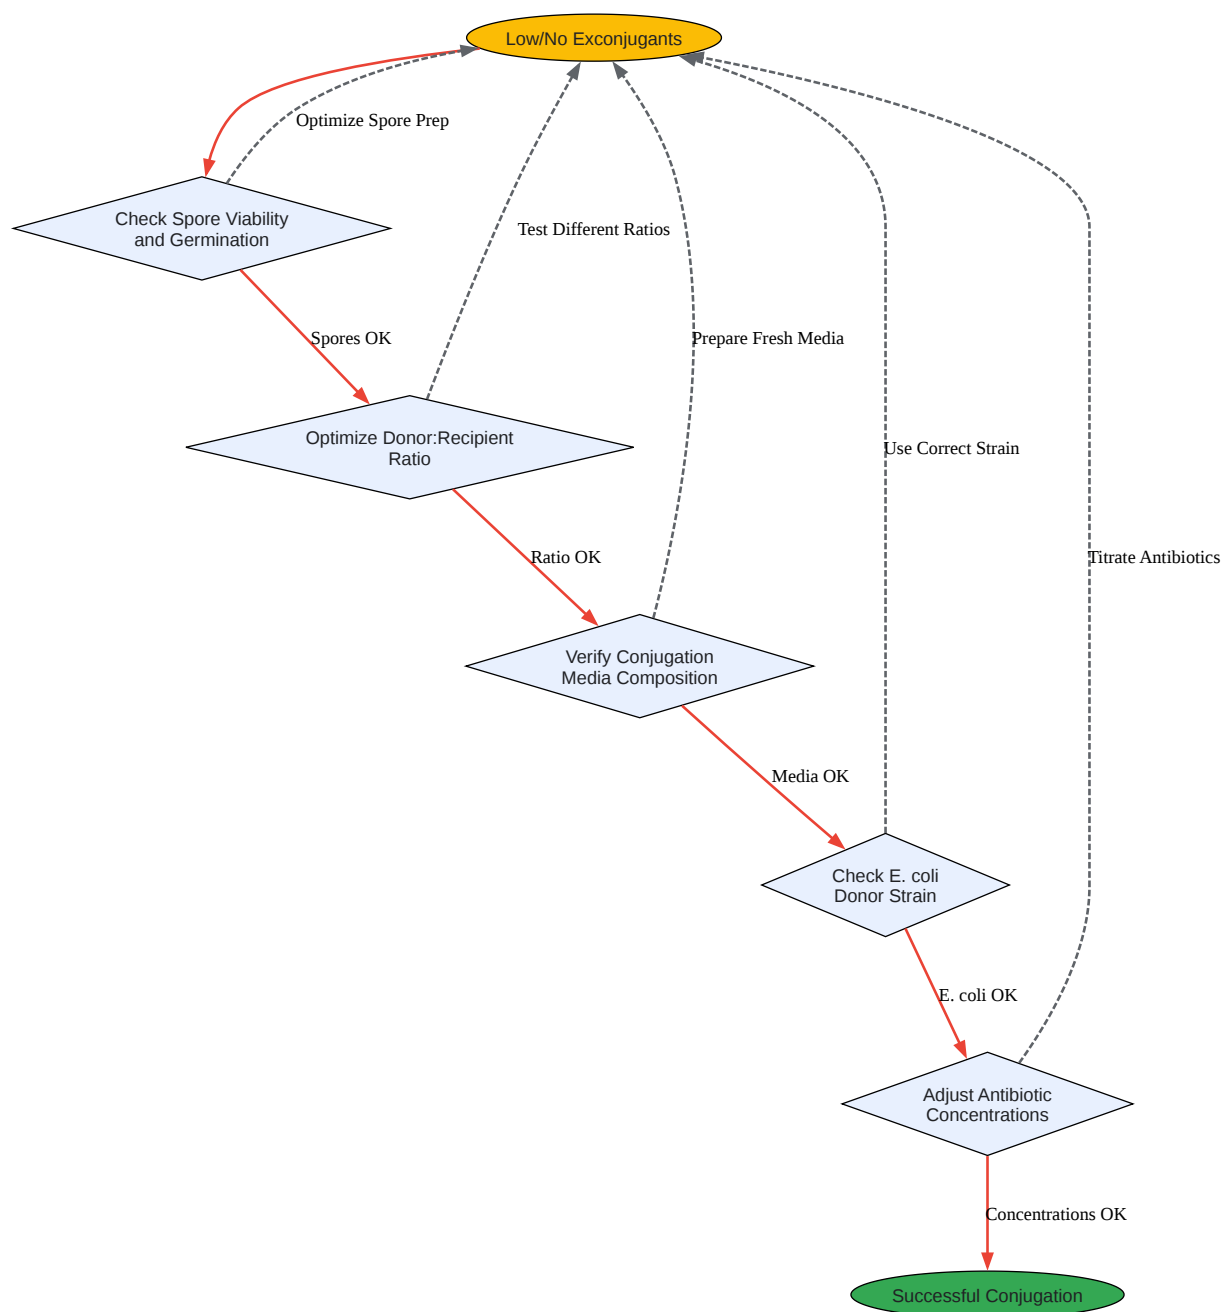 Low/No Exconjugants
Optimize Spore Prep
Check Spore Viability
and Germination
Test Different Ratios
Spores OK
Prepare Fresh Media
Optimize Donor:Recipient
Ratio
Use Correct Strain
Ratio OK
Titrate Antibiotics
Verify Conjugation
Media Composition
Media OK
Check E. coli
Donor Strain
E. coli OK
Adjust Antibiotic
Concentrations
Concentrations OK
Successful Conjugation